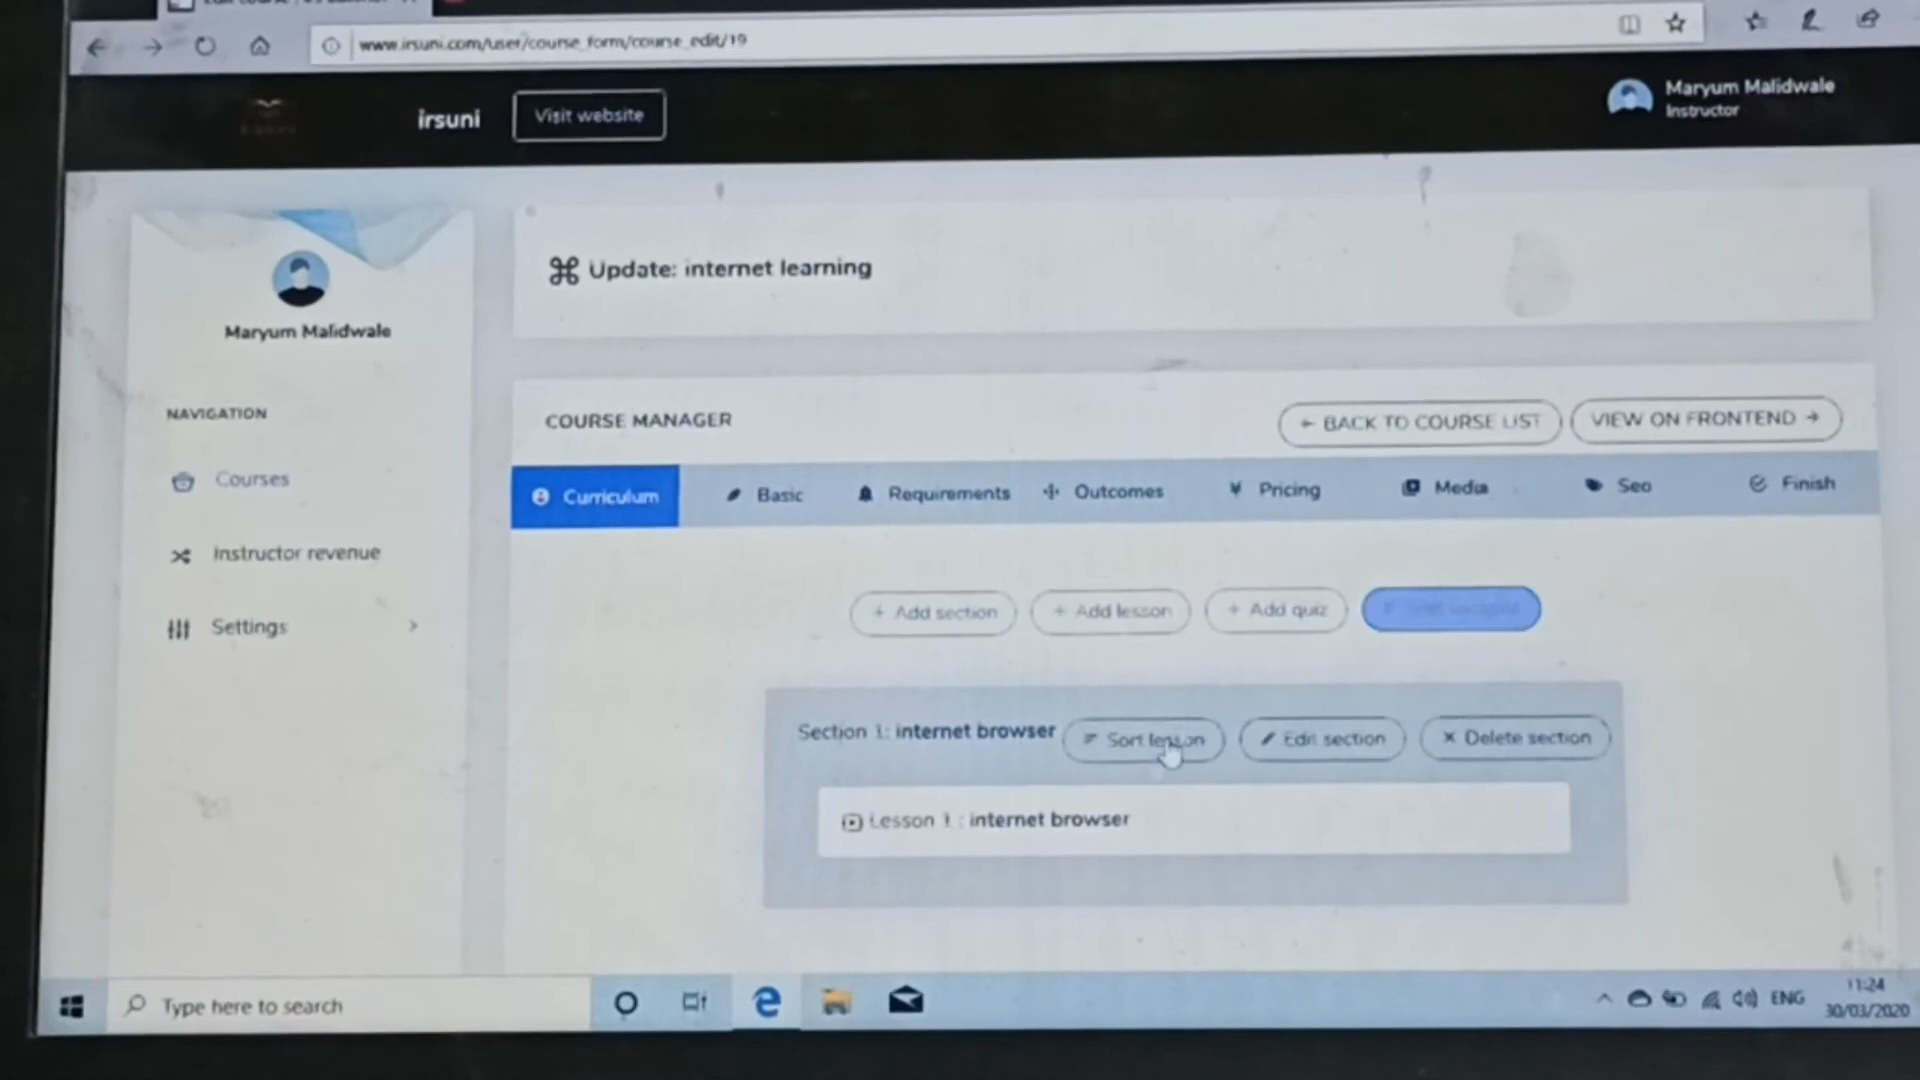 www.irsuni.com/user/course_form/course_edit/19
irsuni
Visit website
Maryum Malidwale
Instructor
Update: internet learning
Maryum Malidwale
NAVIGATION
Courses
Instructor revenue
Settings
COURSE MANAGER
← BACK TO COURSE LIST
VIEW ON FRONTEND →
Curriculum
Basic
Requirements
Outcomes
Pricing
Media
Seo
Finish
+ Add section
+ Add lesson
+ Add quiz
Section 1: internet browser
Sort lesson
Edit section
× Delete section
Lesson 1 : internet browser
Type here to search
ENG
11:24
30/03/2020